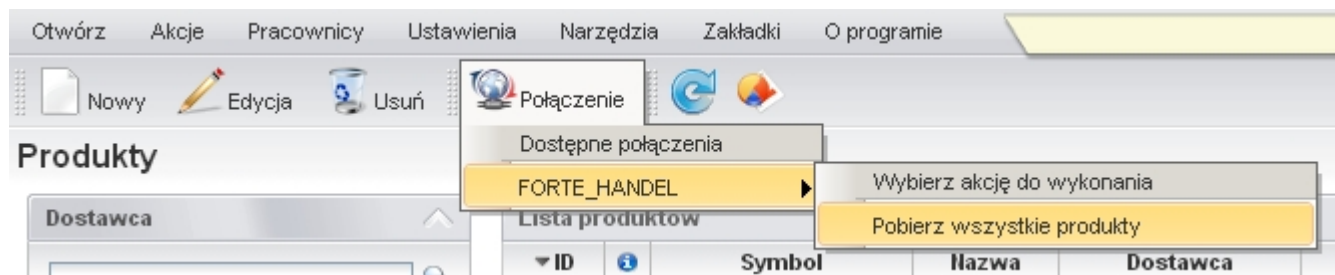 Otwórz Akcje Pracownicy Ustawienia Narzędzia Zakładki O programie
Nowy Edycja Usuń Połączenie
Dostępne połączenia
Produkty
FORTE_HANDEL Wybierz akcję do wykonania
Dostawca Lista produktów Pobierz wszystkie produkty
ID Symbol Nazwa Dostawca